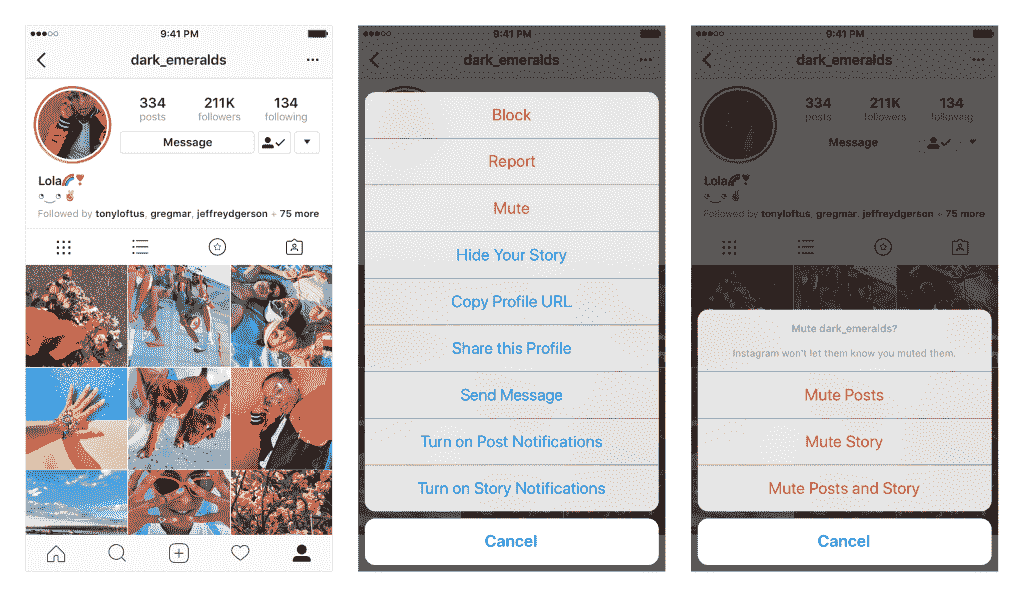 9:41 PM
dark_emeralds
334 211K 134
posts followers following
Message
Lola🌈❣️
◔‿◔ ✌🏽
Followed by tonyloftus, gregmar, jeffreydgerson + 75 more
9:41 PM
dark_emeralds
Block
Report
Mute
Hide Your Story
Copy Profile URL
Share this Profile
Send Message
Turn on Post Notifications
Turn on Story Notifications
Cancel
9:41 PM
dark_emeralds
334 211K 134
posts followers following
Message
Lola🌈❣️
◔‿◔ ✌🏽
Followed by tonyloftus, gregmar, jeffreydgerson + 75 more
Mute dark_emeralds?
Instagram won't let them know you muted them.
Mute Posts
Mute Story
Mute Posts and Story
Cancel